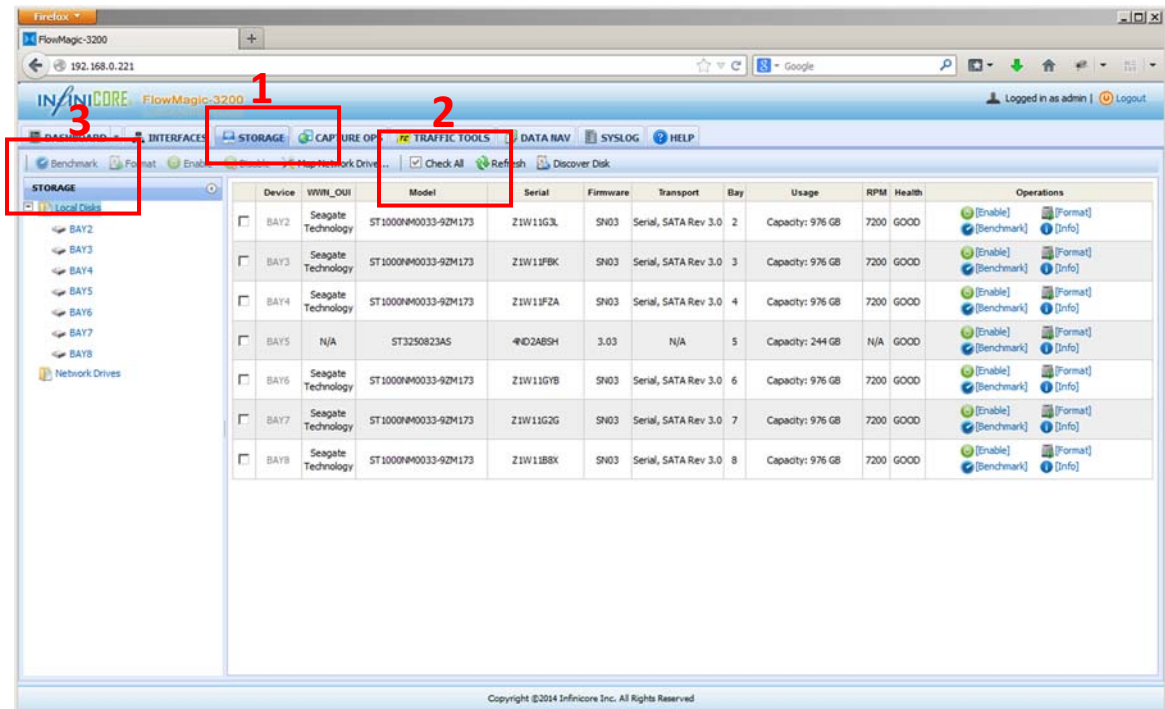 Firefox
FlowMagic-3200
192.168.0.221
Google
INFINICORE FlowMagic-3200
Logged in as admin | Logout
1
2
3
DASHBOARD INTERFACES STORAGE CAPTURE OPS TRAFFIC TOOLS DATA NAV SYSLOG HELP
Benchmark Format Enable Disable Map Network Drive... Check All Refresh Discover Disk
STORAGE
Local Disks
BAY2
BAY3
BAY4
BAY5
BAY6
BAY7
BAY8
Network Drives
Device WWN_OUI Model Serial Firmware Transport Bay Usage RPM Health Operations
BAY2 Seagate Technology ST1000NM0033-9ZM173 Z1W11G3L SN03 Serial, SATA Rev 3.0 2 Capacity: 976 GB 7200 GOOD [Enable] [Format] [Benchmark] [Info]
BAY3 Seagate Technology ST1000NM0033-9ZM173 Z1W11FBK SN03 Serial, SATA Rev 3.0 3 Capacity: 976 GB 7200 GOOD [Enable] [Format] [Benchmark] [Info]
BAY4 Seagate Technology ST1000NM0033-9ZM173 Z1W11FZA SN03 Serial, SATA Rev 3.0 4 Capacity: 976 GB 7200 GOOD [Enable] [Format] [Benchmark] [Info]
BAY5 N/A ST3250823AS 4ND2ABSH 3.03 N/A 5 Capacity: 244 GB N/A GOOD [Enable] [Format] [Benchmark] [Info]
BAY6 Seagate Technology ST1000NM0033-9ZM173 Z1W11GYB SN03 Serial, SATA Rev 3.0 6 Capacity: 976 GB 7200 GOOD [Enable] [Format] [Benchmark] [Info]
BAY7 Seagate Technology ST1000NM0033-9ZM173 Z1W11G2G SN03 Serial, SATA Rev 3.0 7 Capacity: 976 GB 7200 GOOD [Enable] [Format] [Benchmark] [Info]
BAY8 Seagate Technology ST1000NM0033-9ZM173 Z1W11B8X SN03 Serial, SATA Rev 3.0 8 Capacity: 976 GB 7200 GOOD [Enable] [Format] [Benchmark] [Info]
Copyright ©2014 Infinicore Inc. All Rights Reserved